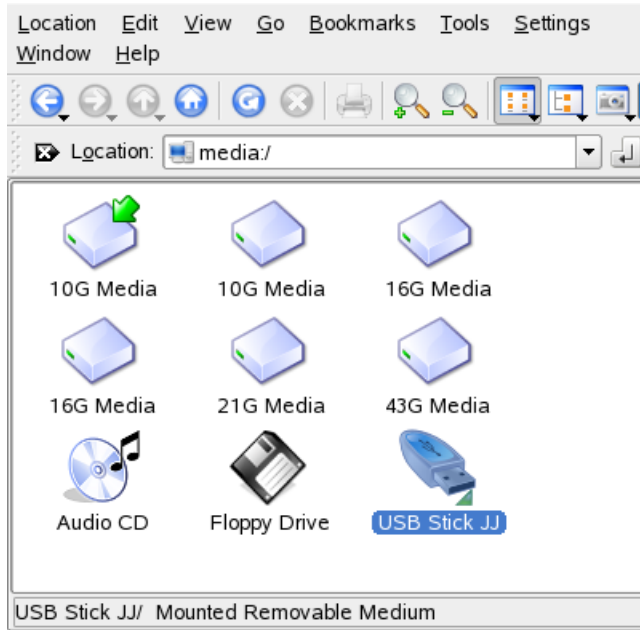 Location Edit View Go Bookmarks Tools Settings
Window Help
Location: media:/
10G Media 10G Media 16G Media
16G Media 21G Media 43G Media
Audio CD Floppy Drive USB Stick JJ
USB Stick JJ/ Mounted Removable Medium